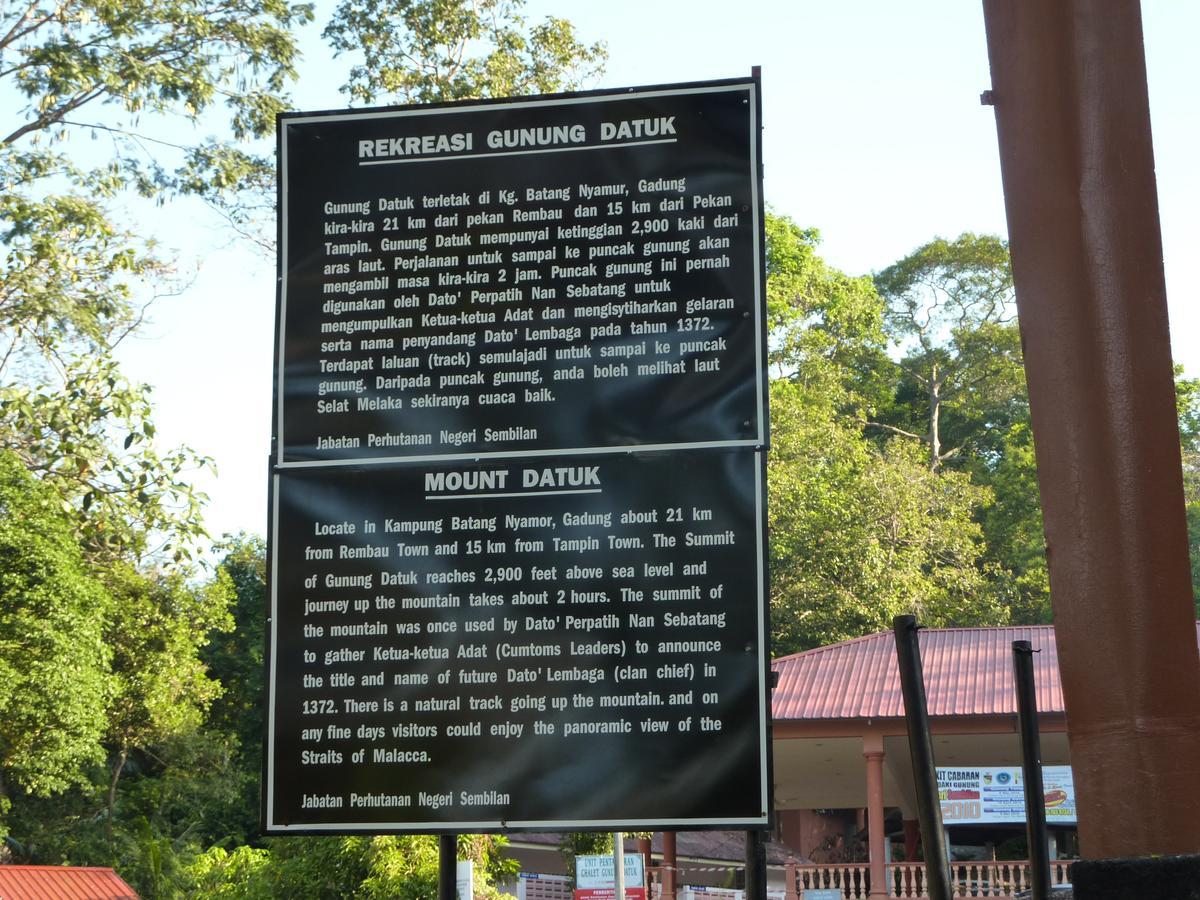 REKREASI GUNUNG DATUK
Gunung Datuk terletak di Kg. Batang Nyamur, Gadung
kira-kira 21 km dari pekan Rembau dan 15 km dari Pekan
Tampin. Gunung Datuk mempunyai ketinggian 2,900 kaki dari
aras laut. Perjalanan untuk sampai ke puncak gunung akan
mengambil masa kira-kira 2 jam. Puncak gunung ini pernah
digunakan oleh Dato' Perpatih Nan Sebatang untuk
mengumpulkan Ketua-ketua Adat dan mengisytiharkan gelaran
serta nama penyandang Dato' Lembaga pada tahun 1372.
Terdapat laluan (track) semulajadi untuk sampai ke puncak
gunung. Daripada puncak gunung, anda boleh melihat laut
Selat Melaka sekiranya cuaca baik.
Jabatan Perhutanan Negeri Sembilan
MOUNT DATUK
Locate in Kampung Batang Nyamor, Gadung about 21 km
from Rembau Town and 15 km from Tampin Town. The Summit
of Gunung Datuk reaches 2,900 feet above sea level and
journey up the mountain takes about 2 hours. The summit of
the mountain was once used by Dato' Perpatih Nan Sebatang
to gather Ketua-ketua Adat (Cumtoms Leaders) to announce
the title and name of future Dato' Lembaga (clan chief) in
1372. There is a natural track going up the mountain. and on
any fine days visitors could enjoy the panoramic view of the
Straits of Malacca.
Jabatan Perhutanan Negeri Sembilan
KIT CABARAN
DAKI GUNUNG
2010
UNIT
CHALET GUNUNG DATUK